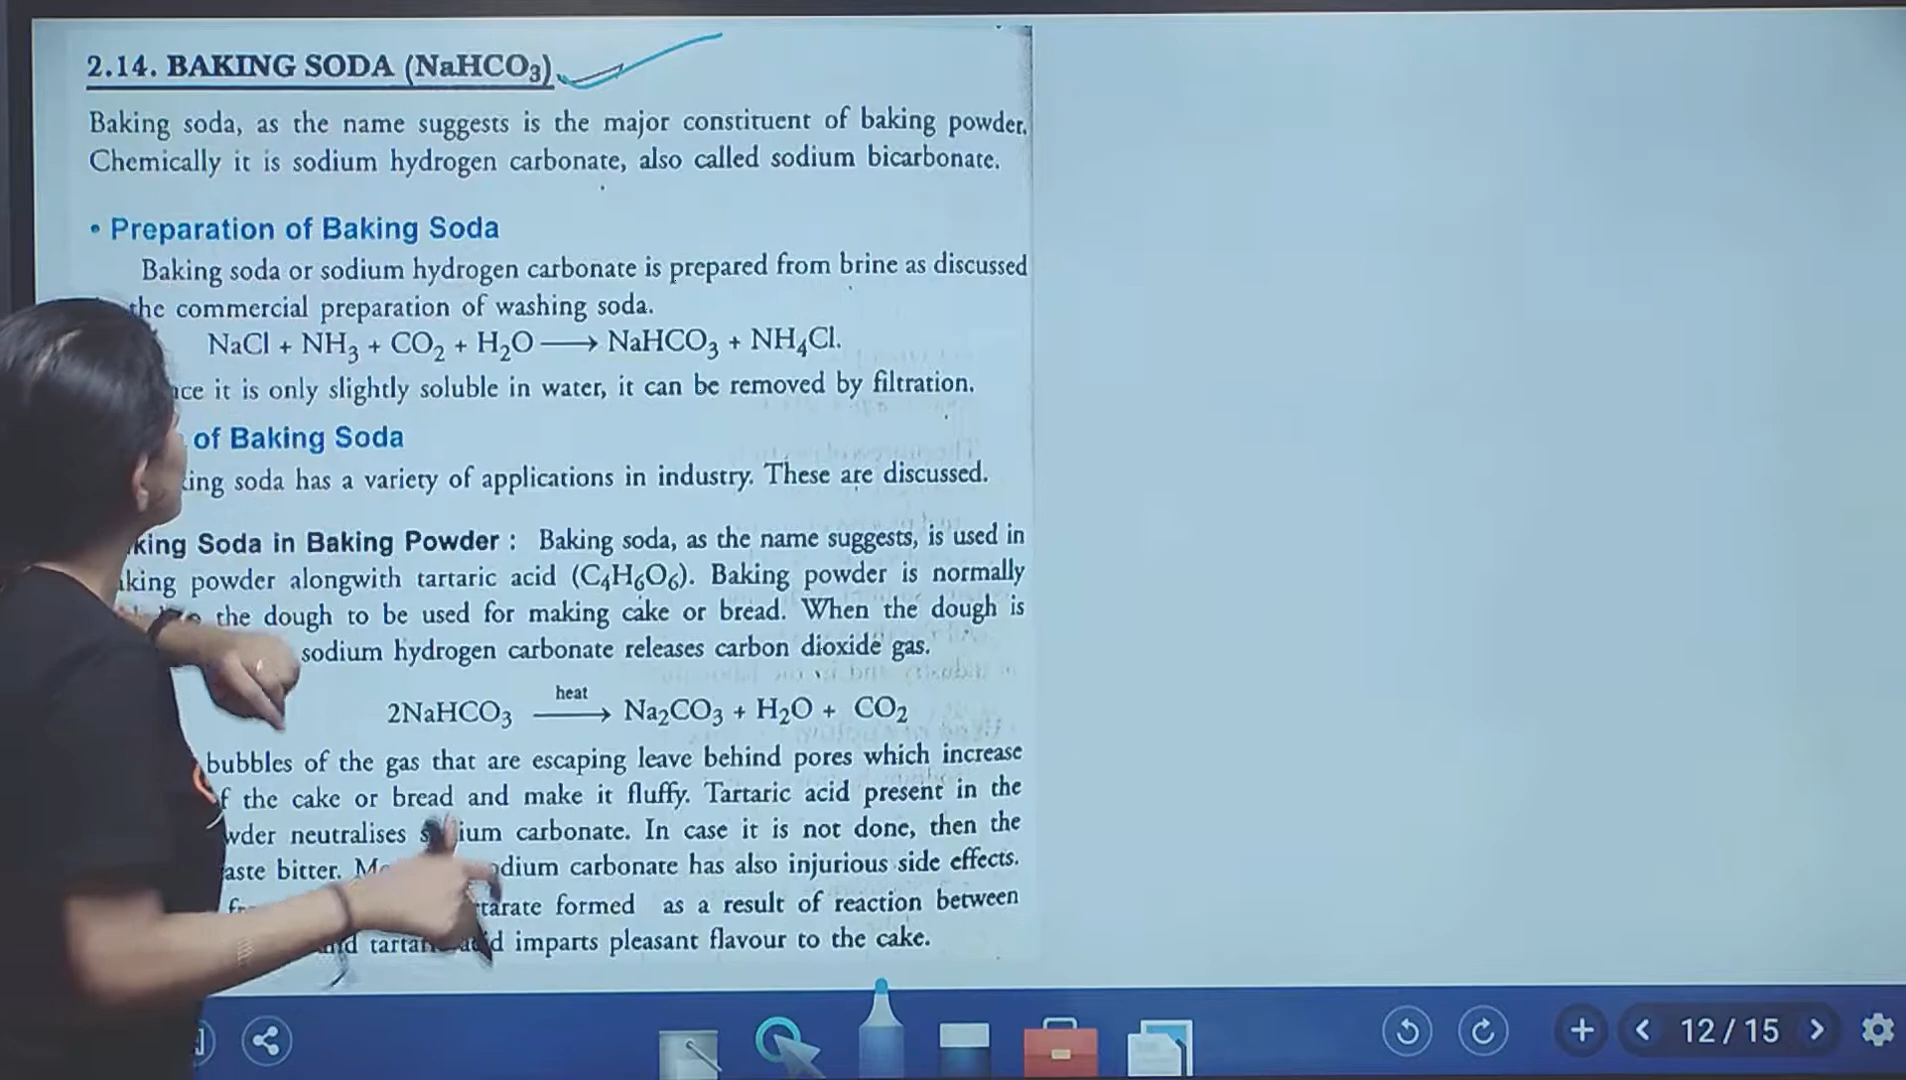 2.14. BAKING SODA (NaHCO₃)
Baking soda, as the name suggests is the major constituent of baking powder.
Chemically it is sodium hydrogen carbonate, also called sodium bicarbonate.
• Preparation of Baking Soda
Baking soda or sodium hydrogen carbonate is prepared from brine as discussed
the commercial preparation of washing soda.
NaCl + NH₃ + CO₂ + H₂O ⟶ NaHCO₃ + NH₄Cl.
it is only slightly soluble in water, it can be removed by filtration.
of Baking Soda
soda has a variety of applications in industry. These are discussed.
Soda in Baking Powder : Baking soda, as the name suggests, is used in
powder alongwith tartaric acid (C₄H₆O₆). Baking powder is normally
the dough to be used for making cake or bread. When the dough is
sodium hydrogen carbonate releases carbon dioxide gas.
heat
2NaHCO₃ ⟶ Na₂CO₃ + H₂O + CO₂
bubbles of the gas that are escaping leave behind pores which increase
the cake or bread and make it fluffy. Tartaric acid present in the
neutralises sodium carbonate. In case it is not done, then the
bitter. sodium carbonate has also injurious side effects.
formed as a result of reaction between
imparts pleasant flavour to the cake.
12 / 15